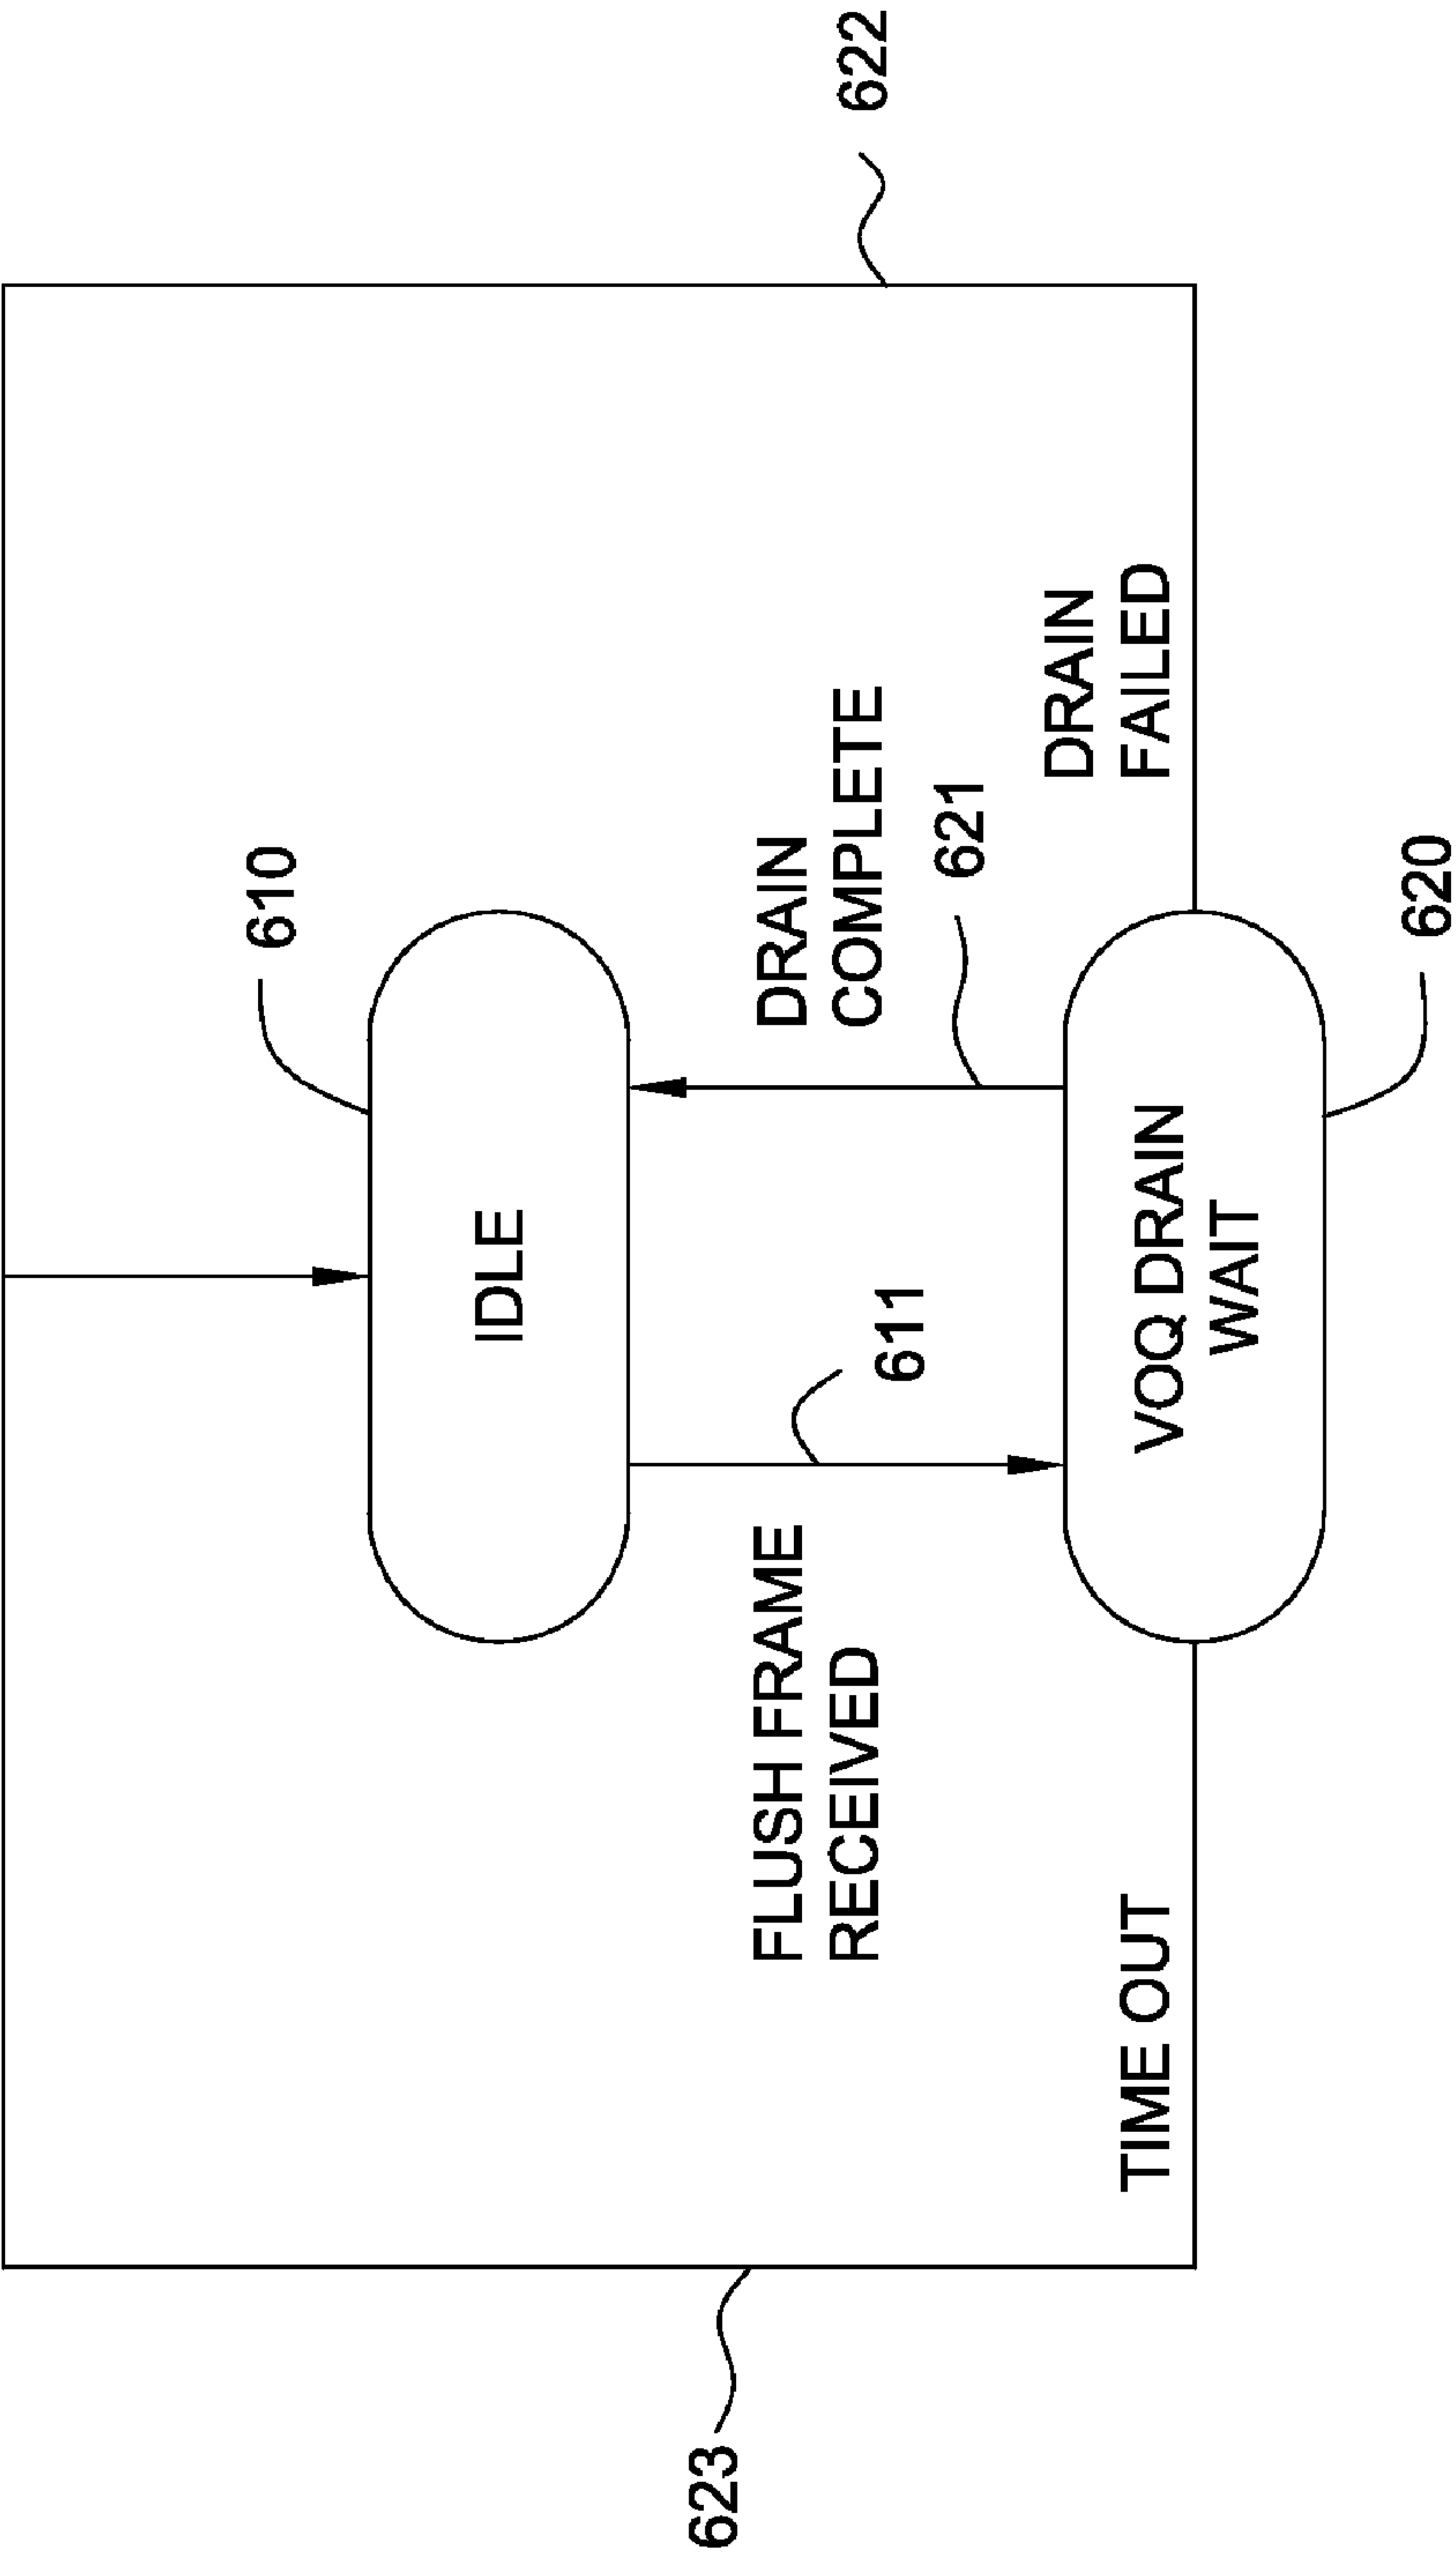 610
IDLE
FLUSH FRAME
RECEIVED
611
DRAIN
COMPLETE
621
622
623
TIME OUT
DRAIN
FAILED
VOQ DRAIN
WAIT
620